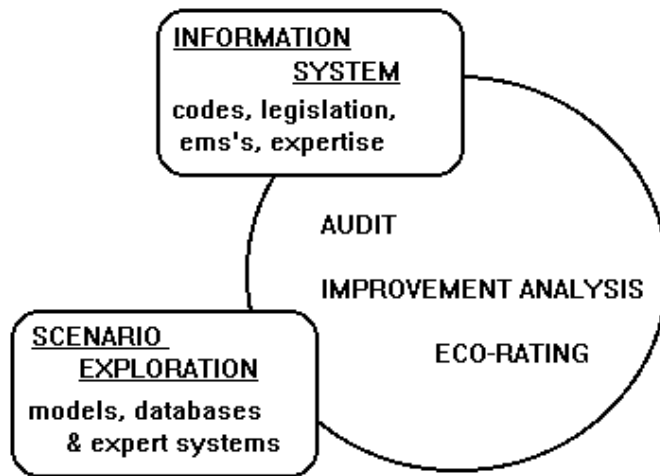 INFORMATION
SYSTEM
codes, legislation,
ems's, expertise
AUDIT
IMPROVEMENT ANALYSIS
ECO-RATING
SCENARIO
EXPLORATION
models, databases
& expert systems